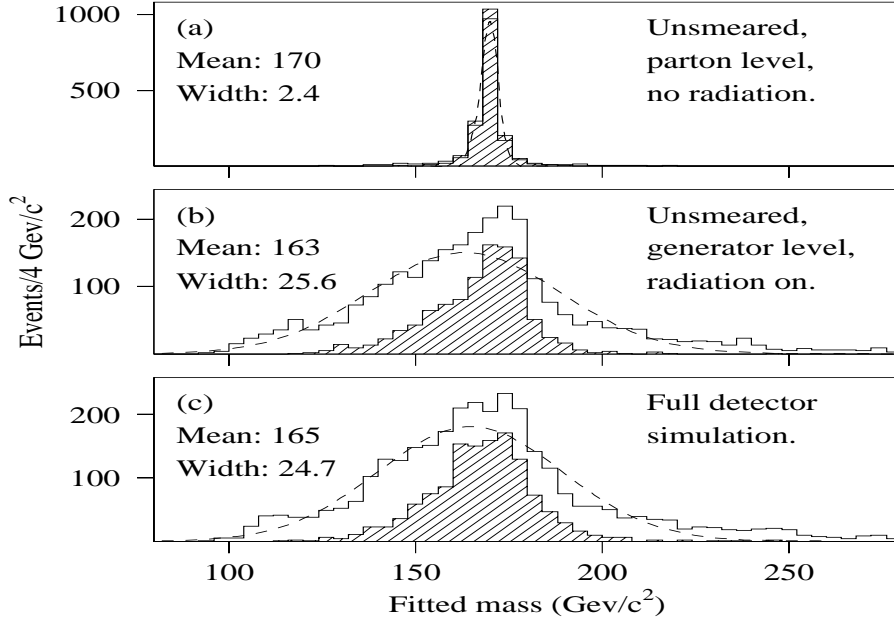 1000
500
(a)
Mean: 170
Width: 2.4
Unsmeared,
parton level,
no radiation.
Events/4 Gev/c²
200
100
(b)
Mean: 163
Width: 25.6
Unsmeared,
generator level,
radiation on.
200
100
(c)
Mean: 165
Width: 24.7
Full detector
simulation.
100 150 200 250
Fitted mass (Gev/c²)